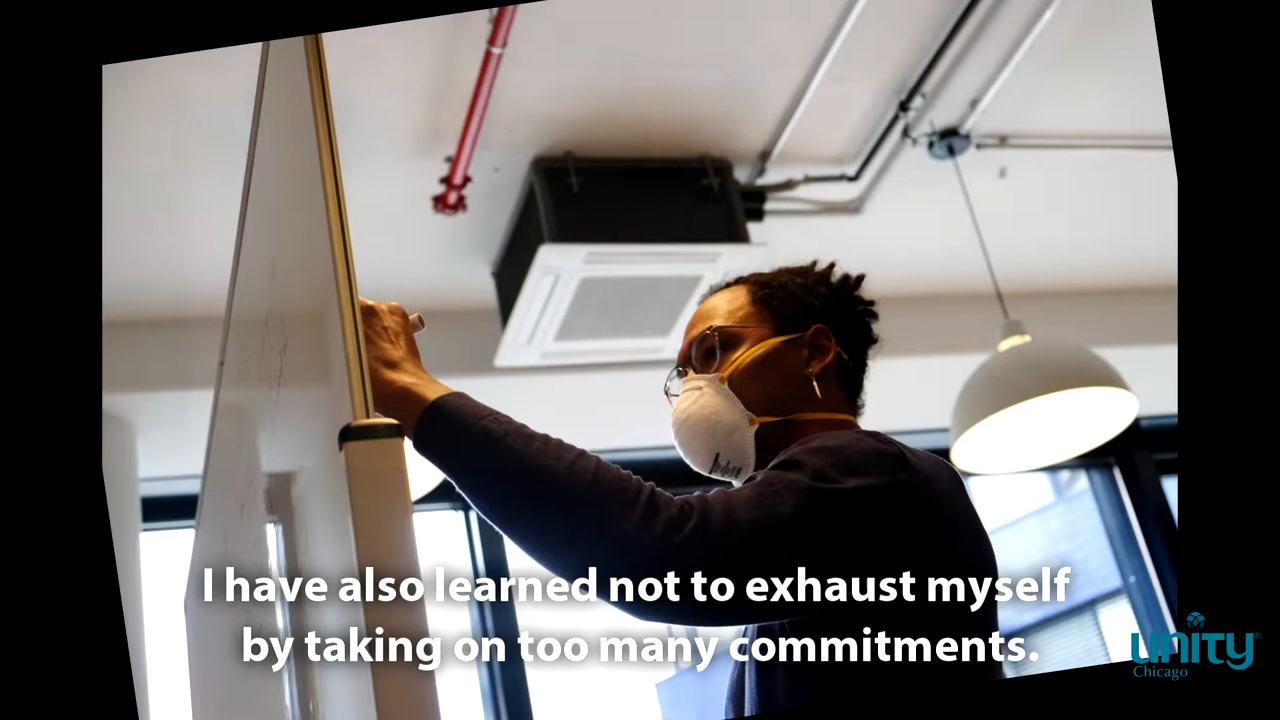 I have also learned not to exhaust myself
by taking on too many commitments.
unity®
Chicago